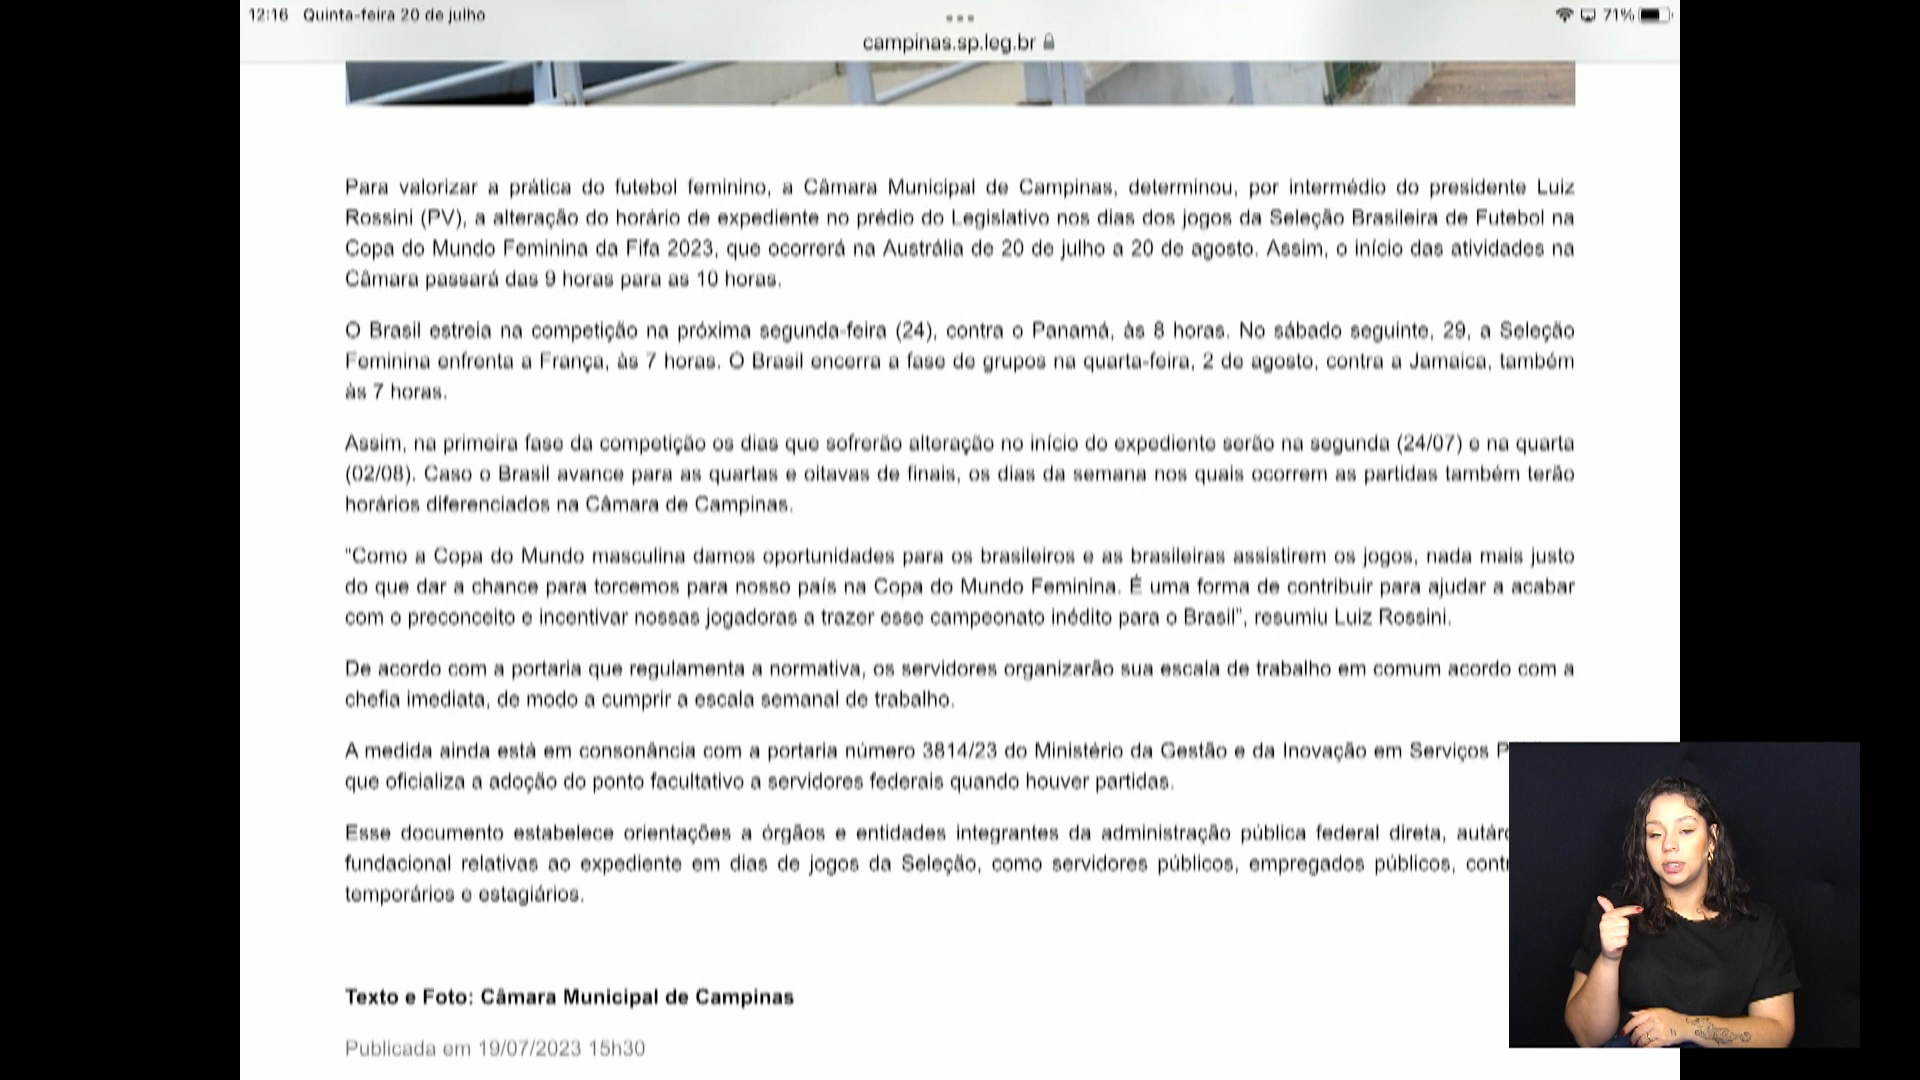 12:16 Quinta-feira 20 de julho
71%
campinas.sp.leg.br
Para valorizar a prática do futebol feminino, a Câmara Municipal de Campinas, determinou, por intermédio do presidente Luiz
Rossini (PV), a alteração do horário de expediente no prédio do Legislativo nos dias dos jogos da Seleção Brasileira de Futebol na
Copa do Mundo Feminina da Fifa 2023, que ocorrerá na Austrália de 20 de julho a 20 de agosto. Assim, o início das atividades na
Câmara passará das 9 horas para as 10 horas.
O Brasil estreia na competição na próxima segunda-feira (24), contra o Panamá, às 8 horas. No sábado seguinte, 29, a Seleção
Feminina enfrenta a França, às 7 horas. O Brasil encerra a fase de grupos na quarta-feira, 2 de agosto, contra a Jamaica, também
às 7 horas.
Assim, na primeira fase da competição os dias que sofrerão alteração no início do expediente serão na segunda (24/07) e na quarta
(02/08). Caso o Brasil avance para as quartas e oitavas de finais, os dias da semana nos quais ocorrem as partidas também terão
horários diferenciados na Câmara de Campinas.
"Como a Copa do Mundo masculina damos oportunidades para os brasileiros e as brasileiras assistirem os jogos, nada mais justo
do que dar a chance para torcemos para nosso país na Copa do Mundo Feminina. É uma forma de contribuir para ajudar a acabar
com o preconceito e incentivar nossas jogadoras a trazer esse campeonato inédito para o Brasil", resumiu Luiz Rossini.
De acordo com a portaria que regulamenta a normativa, os servidores organizarão sua escala de trabalho em comum acordo com a
chefia imediata, de modo a cumprir a escala semanal de trabalho.
A medida ainda está em consonância com a portaria número 3814/23 do Ministério da Gestão e da Inovação em Serviços
que oficializa a adoção do ponto facultativo a servidores federais quando houver partidas.
Esse documento estabelece orientações a órgãos e entidades integrantes da administração pública federal direta,
fundacional relativas ao expediente em dias de jogos da Seleção, como servidores públicos, empregados públicos,
temporários e estagiários.
Texto e Foto: Câmara Municipal de Campinas
Publicada em 19/07/2023 15h30